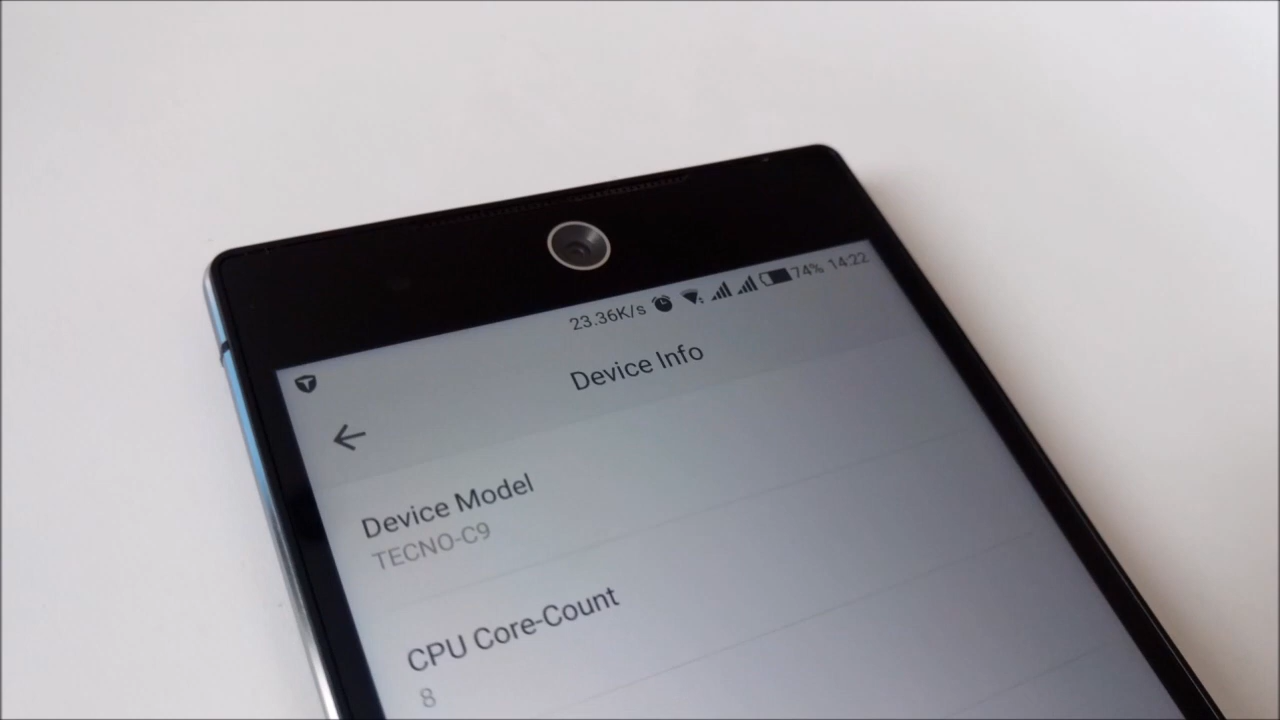 23.36K/s 74% 14:22
Device Info
Device Model
TECNO-C9
CPU Core-Count
8